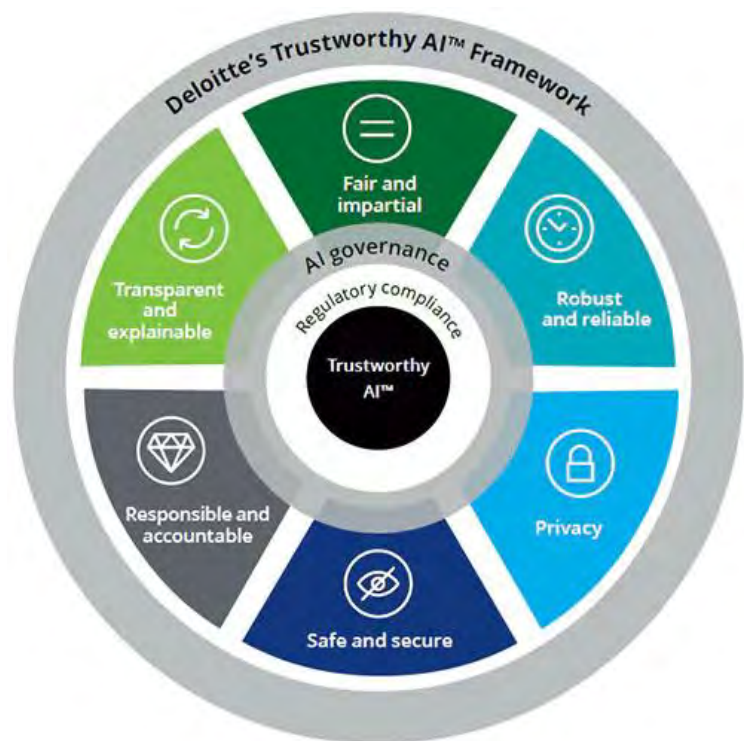 Deloitte's Trustworthy AI™ Framework
Fair and
impartial
Robust
and reliable
Privacy
Safe and secure
Responsible and
accountable
Transparent
and
explainable
AI governance
Regulatory compliance
Trustworthy
AI™